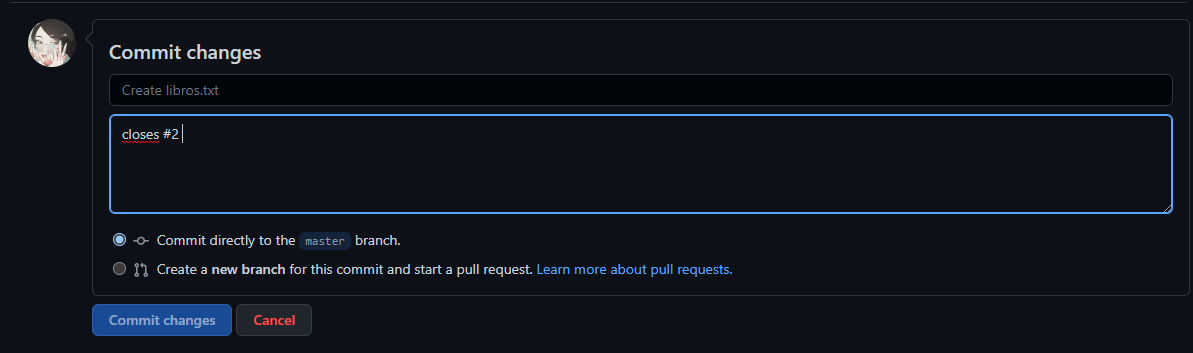 Commit changes
Create libros.txt
closes #2
Commit directly to the master branch.
Create a new branch for this commit and start a pull request. Learn more about pull requests.
Commit changes Cancel